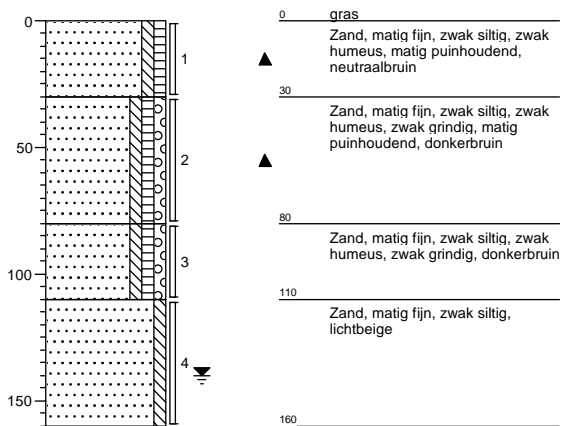 0
50
100
150
1
2
3
4
0 gras
Zand, matig fijn, zwak siltig, zwak
humeus, matig puinhoudend,
neutraalbruin
30
Zand, matig fijn, zwak siltig, zwak
humeus, zwak grindig, matig
puinhoudend, donkerbruin
80
Zand, matig fijn, zwak siltig, zwak
humeus, zwak grindig, donkerbruin
110
Zand, matig fijn, zwak siltig,
lichtbeige
160